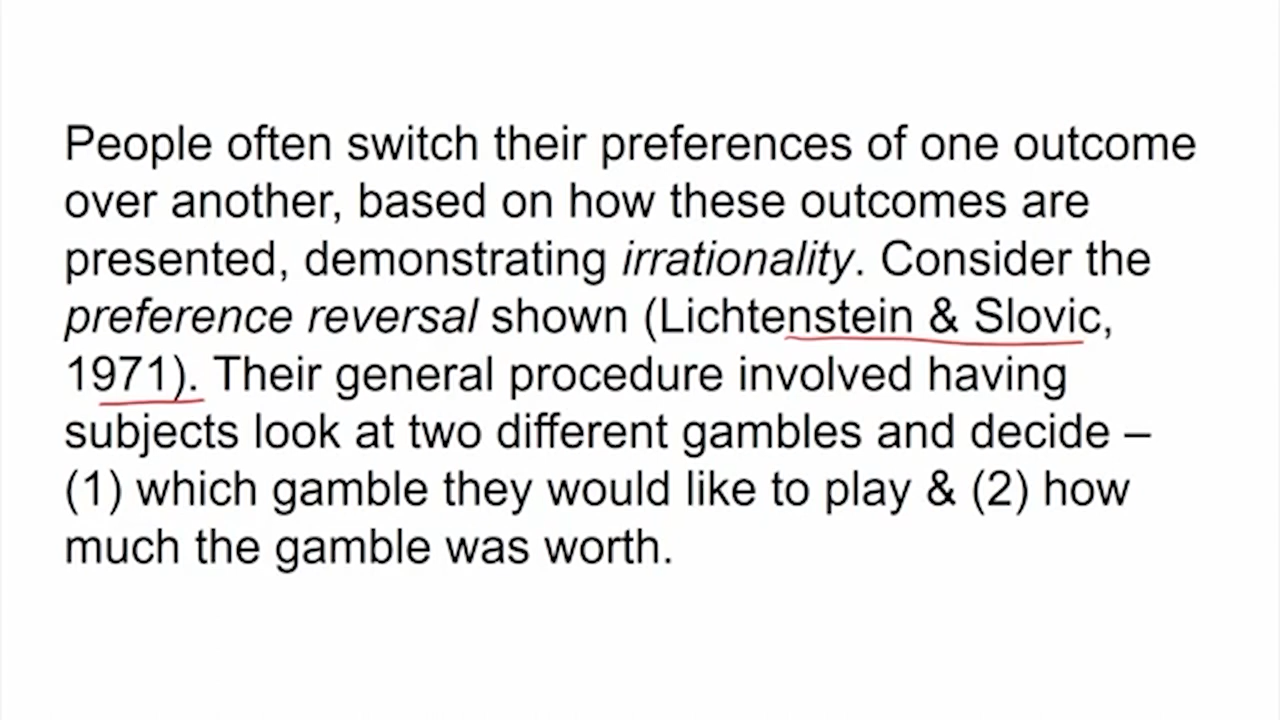 People often switch their preferences of one outcome
over another, based on how these outcomes are
presented, demonstrating irrationality. Consider the
preference reversal shown (Lichtenstein & Slovic,
1971). Their general procedure involved having
subjects look at two different gambles and decide –
(1) which gamble they would like to play & (2) how
much the gamble was worth.